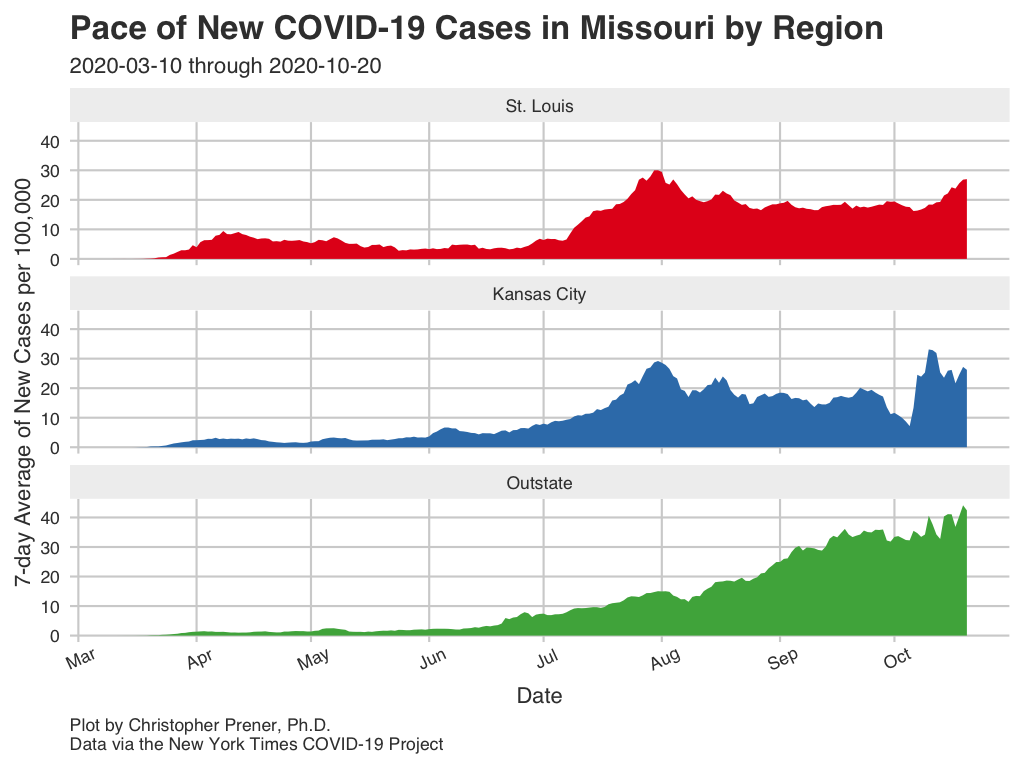 Pace of New COVID-19 Cases in Missouri by Region
2020-03-10 through 2020-10-20
7-day Average of New Cases per 100,000
St. Louis
40
30
20
10
0
Kansas City
40
30
20
10
0
Outstate
40
30
20
10
0
Mar Apr May Jun Jul Aug Sep Oct
Date
Plot by Christopher Prener, Ph.D.
Data via the New York Times COVID-19 Project